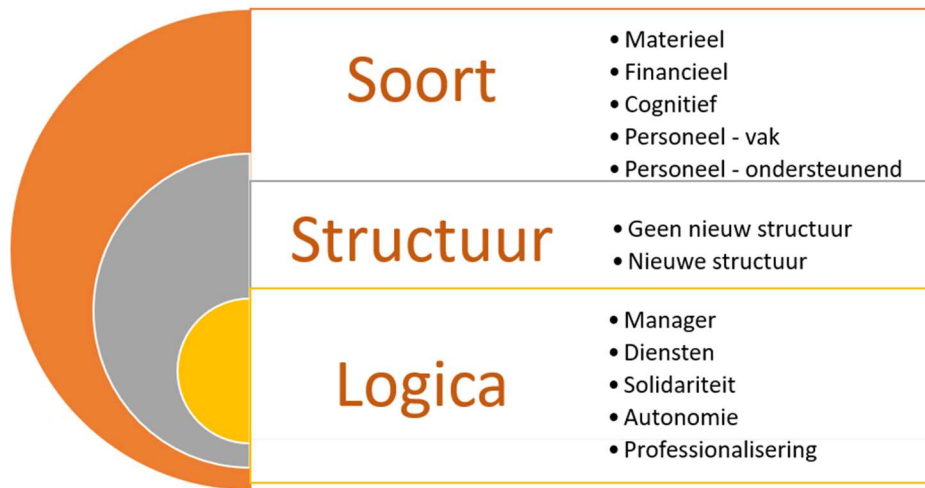 Soort
• Materieel
• Financieel
• Cognitief
• Personeel - vak
• Personeel - ondersteunend
Structuur
• Geen nieuw structuur
• Nieuwe structuur
Logica
• Manager
• Diensten
• Solidariteit
• Autonomie
• Professionalisering